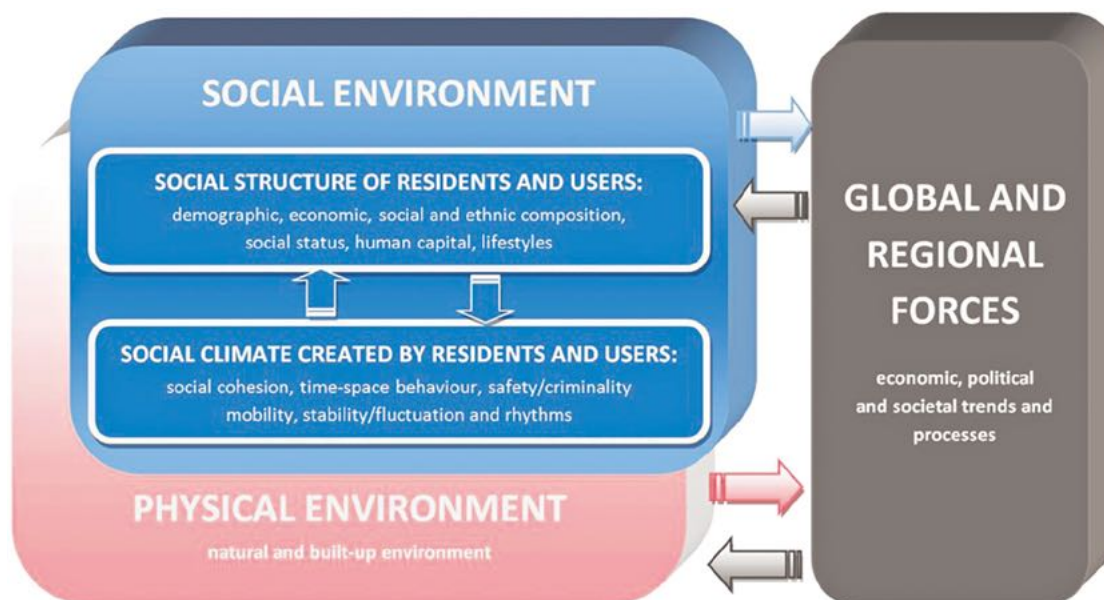 SOCIAL ENVIRONMENT
SOCIAL STRUCTURE OF RESIDENTS AND USERS:
demographic, economic, social and ethnic composition,
social status, human capital, lifestyles
SOCIAL CLIMATE CREATED BY RESIDENTS AND USERS:
social cohesion, time-space behaviour, safety/criminality
mobility, stability/fluctuation and rhythms
PHYSICAL ENVIRONMENT
natural and built-up environment
GLOBAL AND
REGIONAL
FORCES
economic, political
and societal trends and
processes